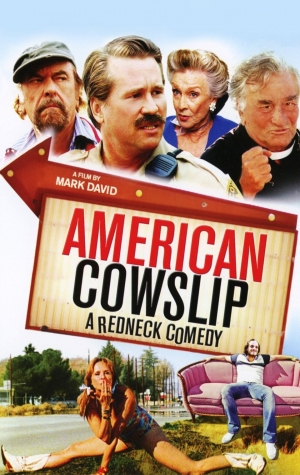 A FILM BY
MARK DAVID
AMERICAN
COWSLIP
A REDNECK COMEDY